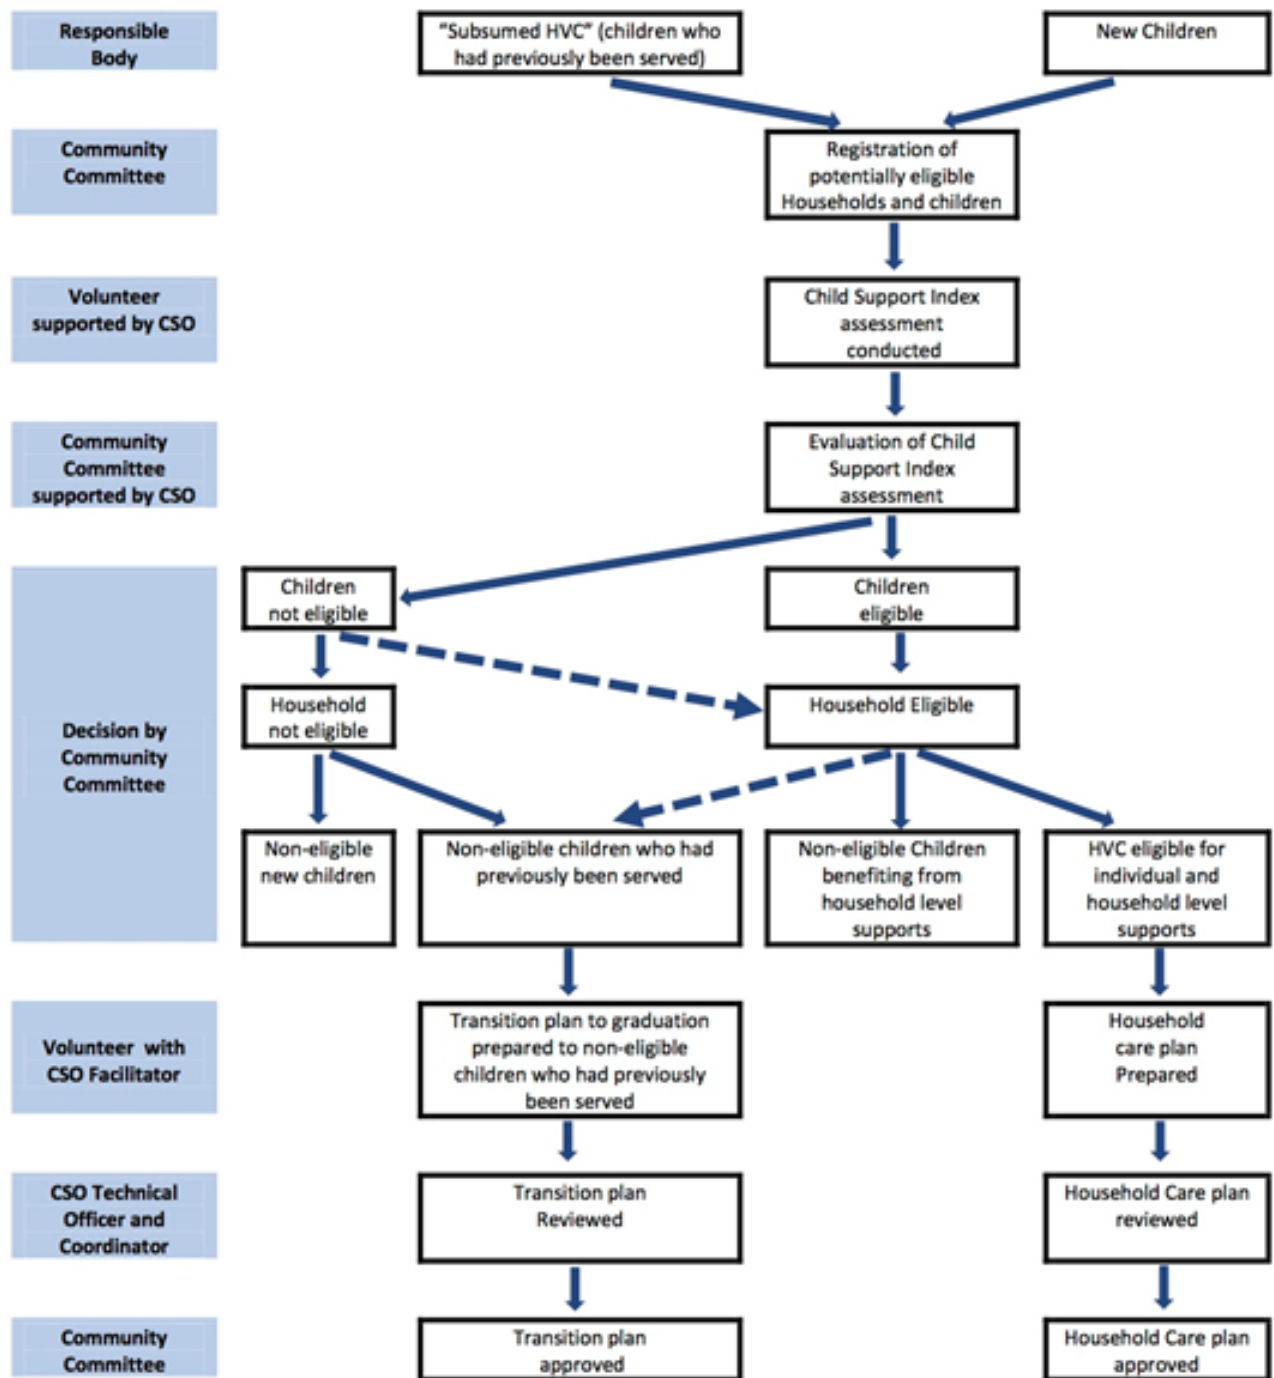 Responsible
Body
"Subsumed HVC" (children who
had previously been served)
New Children
Community
Committee
Registration of
potentially eligible
Households and children
Volunteer
supported by CSO
Child Support Index
assessment
conducted
Community
Committee
supported by CSO
Evaluation of Child
Support Index
assessment
Decision by
Community
Committee
Children
not eligible
Children
eligible
Household
not eligible
Household Eligible
Non-eligible
new children
Non-eligible children who had
previously been served
Non-eligible Children
benefiting from
household level
supports
HVC eligible for
individual and
household level
supports
Volunteer with
CSO Facilitator
Transition plan to graduation
prepared to non-eligible
children who had previously
been served
Household
care plan
Prepared
CSO Technical
Officer and
Coordinator
Transition plan
Reviewed
Household Care plan
reviewed
Community
Committee
Transition plan
approved
Household Care plan
approved